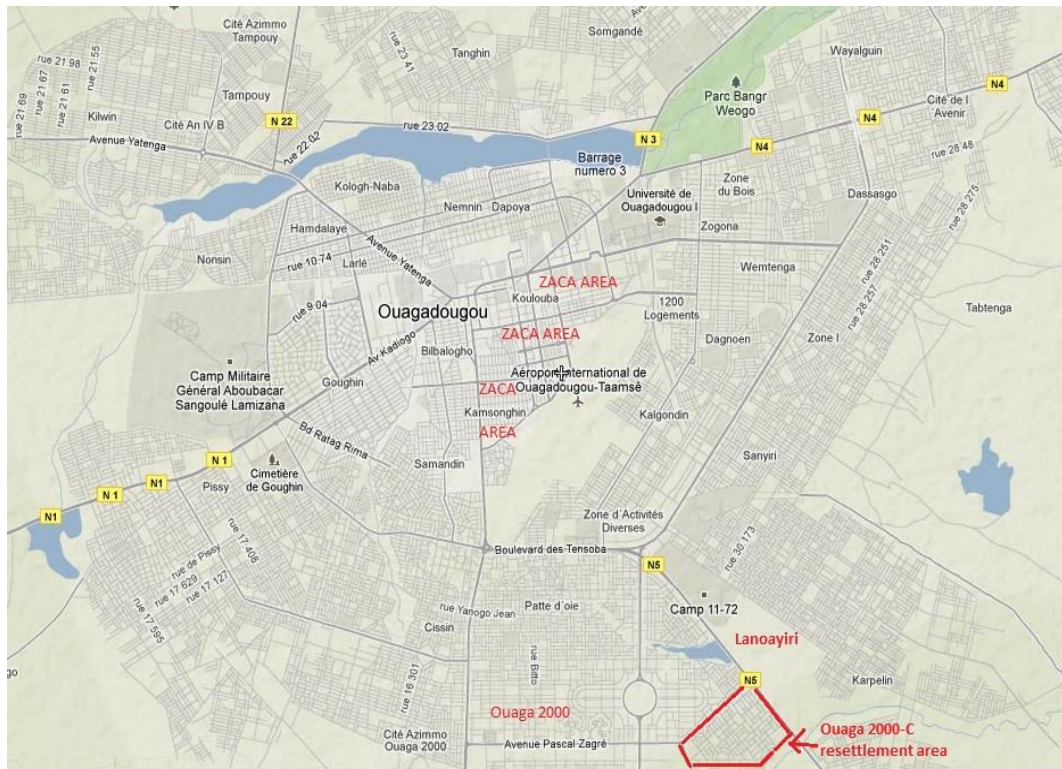 Cité Azimmo
Tampouy
Somgandé
rue 23 41
Tanghin
Wayalguin
rue 21.98
rue 21 55
rue 21 67
rue 21 61
rue 21 69
Kilwin
Tampouy
Cité An IV B
N 22
Parc Bangr
Weogo
N4
Cité de l
'Avenir
Avenue Yatenga
rue 22 02
rue 23 02
N 3
N4
N4
rue 28 48
Barrage
numero 3
Kologh-Naba
Université de
Ouagadougou I
Zone
du Bois
Dassasgo
Nemnin
Dapoya
rue 28 275
Hamdalaye
Avenue Yatenga
Zogona
Nonsin
rue 10-74
Larlé
rue 28 251
rue 28 257
Wemtenga
ZACA AREA
Koulouba
rue 9 04
Ouagadougou
1200
Logements
Tabtenga
ZACA AREA
Av Kadiogo
Bilbalogho
Dagnoen
Zone I
Camp Militaire
Général Aboubacar
Sangoulé Lamizana
Goughin
Aéroport International de
Ouagadougou-Taamsé
ZACA
Kamsonghin
Kalgondin
AREA
Bd Ratag Rima
Samandin
Sanyiri
N 1
Cimetière
de Goughin
N1
N 1
Pissy
N1
Zone d'Activités
Diverses
rue 17 408
rue de Pissy
rue 30 173
Boulevard des Tensoba
N5
rue 17 629
rue 17 127
rue 17 595
Patte d'oie
Camp 11-72
rue Yanogo Jean
Cissin
Lanoayiri
rue Bitto
rue 16 301
N5
Karpelin
Ouaga 2000
Cité Azimmo
Ouaga 2000
Avenue Pascal Zagré
Ouaga 2000-C
resettlement area